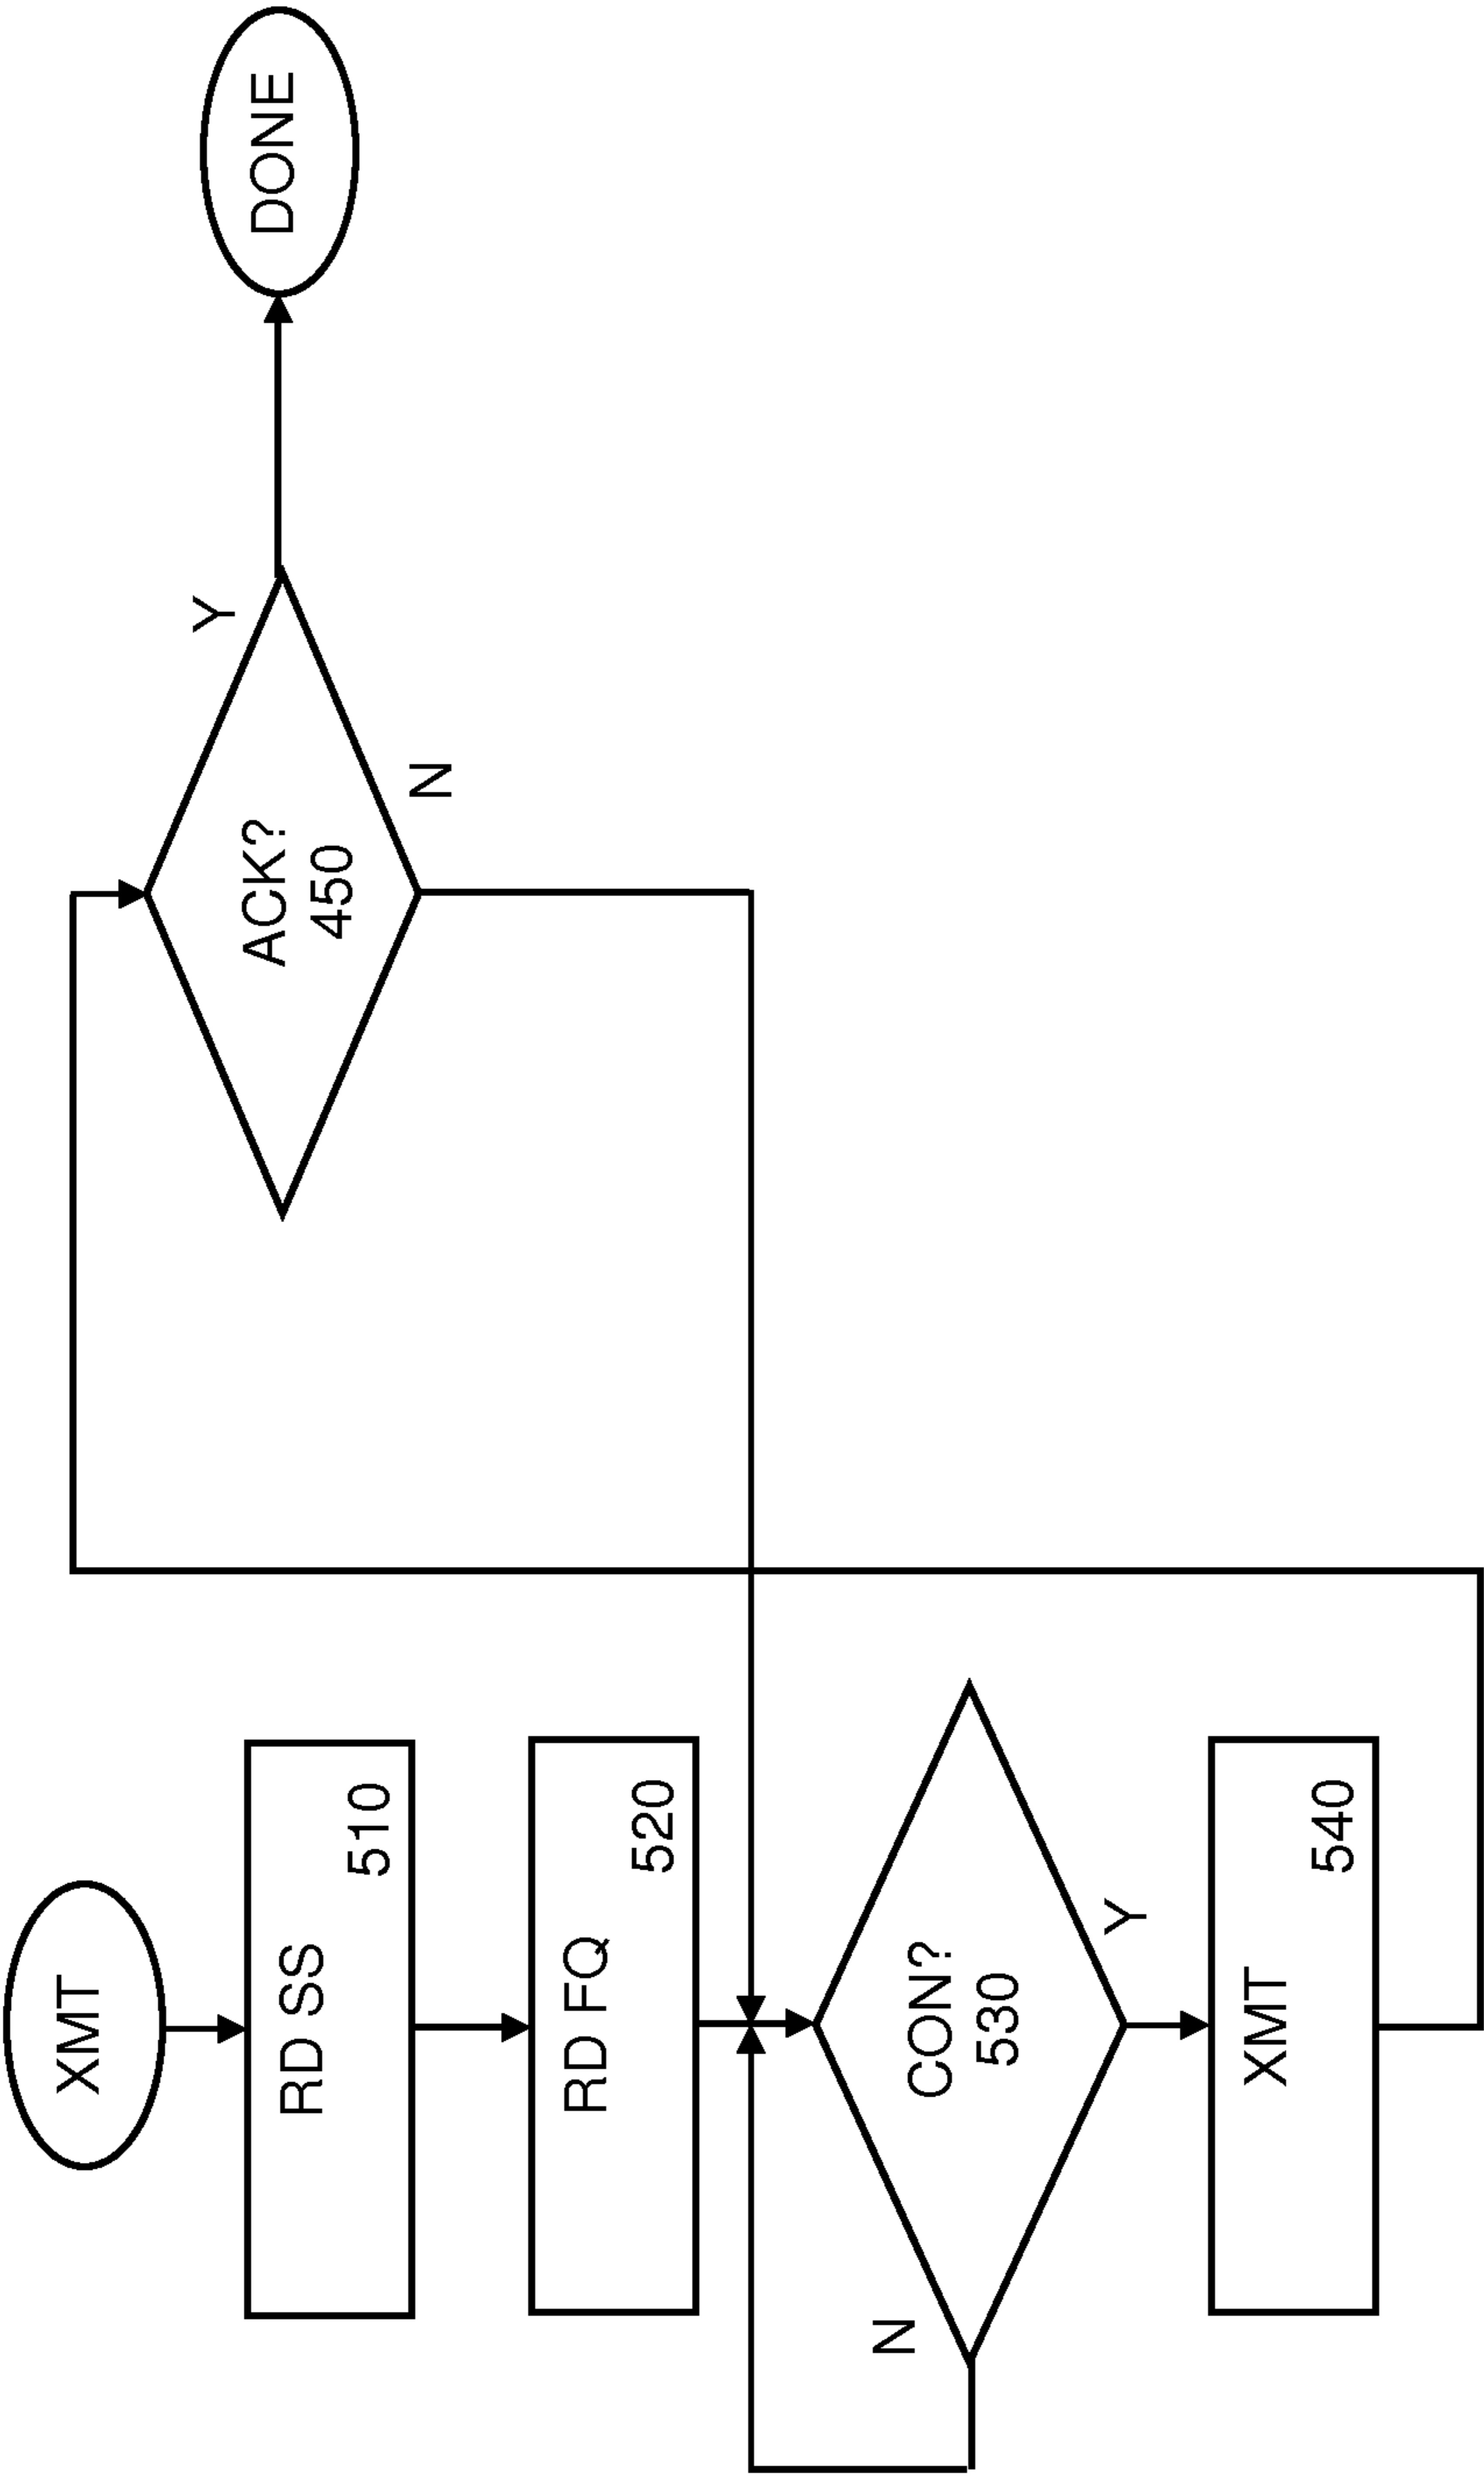 XMT
RD SS
510
RD FQ
520
CON?
530
N
Y
XMT
540
ACK?
450
Y
N
DONE